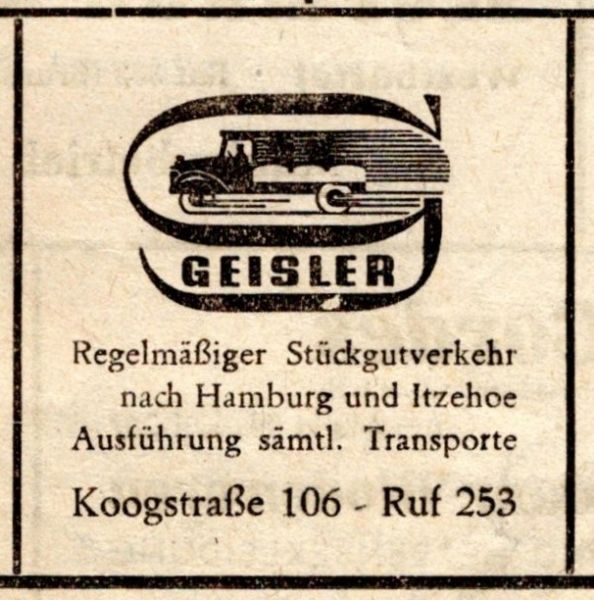 GEISLER
Regelmäßiger Stückgutverkehr
nach Hamburg und Itzehoe
Ausführung sämtl. Transporte
Koogstraße 106 - Ruf 253